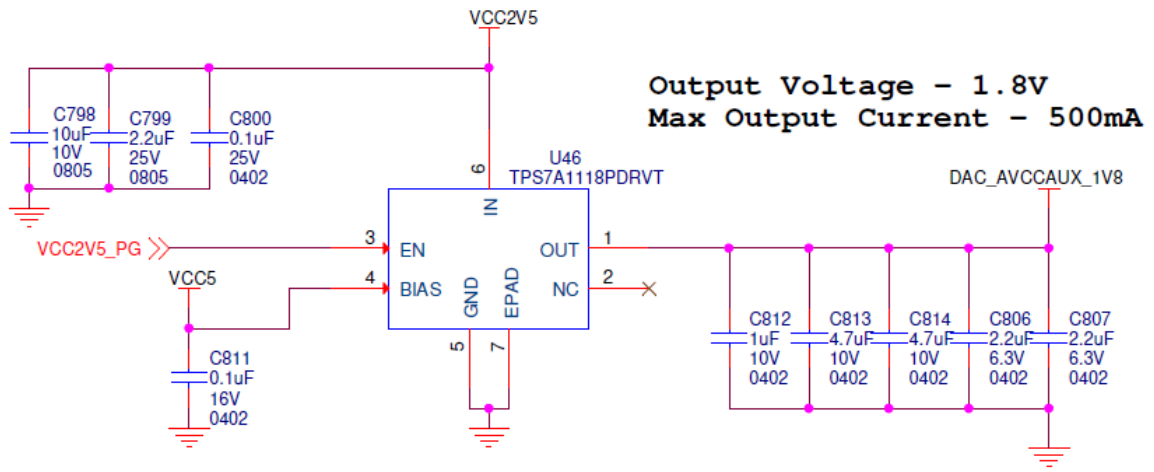 VCC2V5
Output Voltage - 1.8V
Max Output Current - 500mA
C798
10uF
10V
0805
C799
2.2uF
25V
0805
C800
0.1uF
25V
0402
U46
TPS7A1118PDRVT
6
IN
DAC_AVCCAUX_1V8
VCC2V5_PG
3
EN
OUT
1
VCC5
4
BIAS
GND
EPAD
NC
2
5
7
C811
0.1uF
16V
0402
C812
1uF
10V
0402
C813
4.7uF
10V
0402
C814
4.7uF
10V
0402
C806
2.2uF
6.3V
0402
C807
2.2uF
6.3V
0402